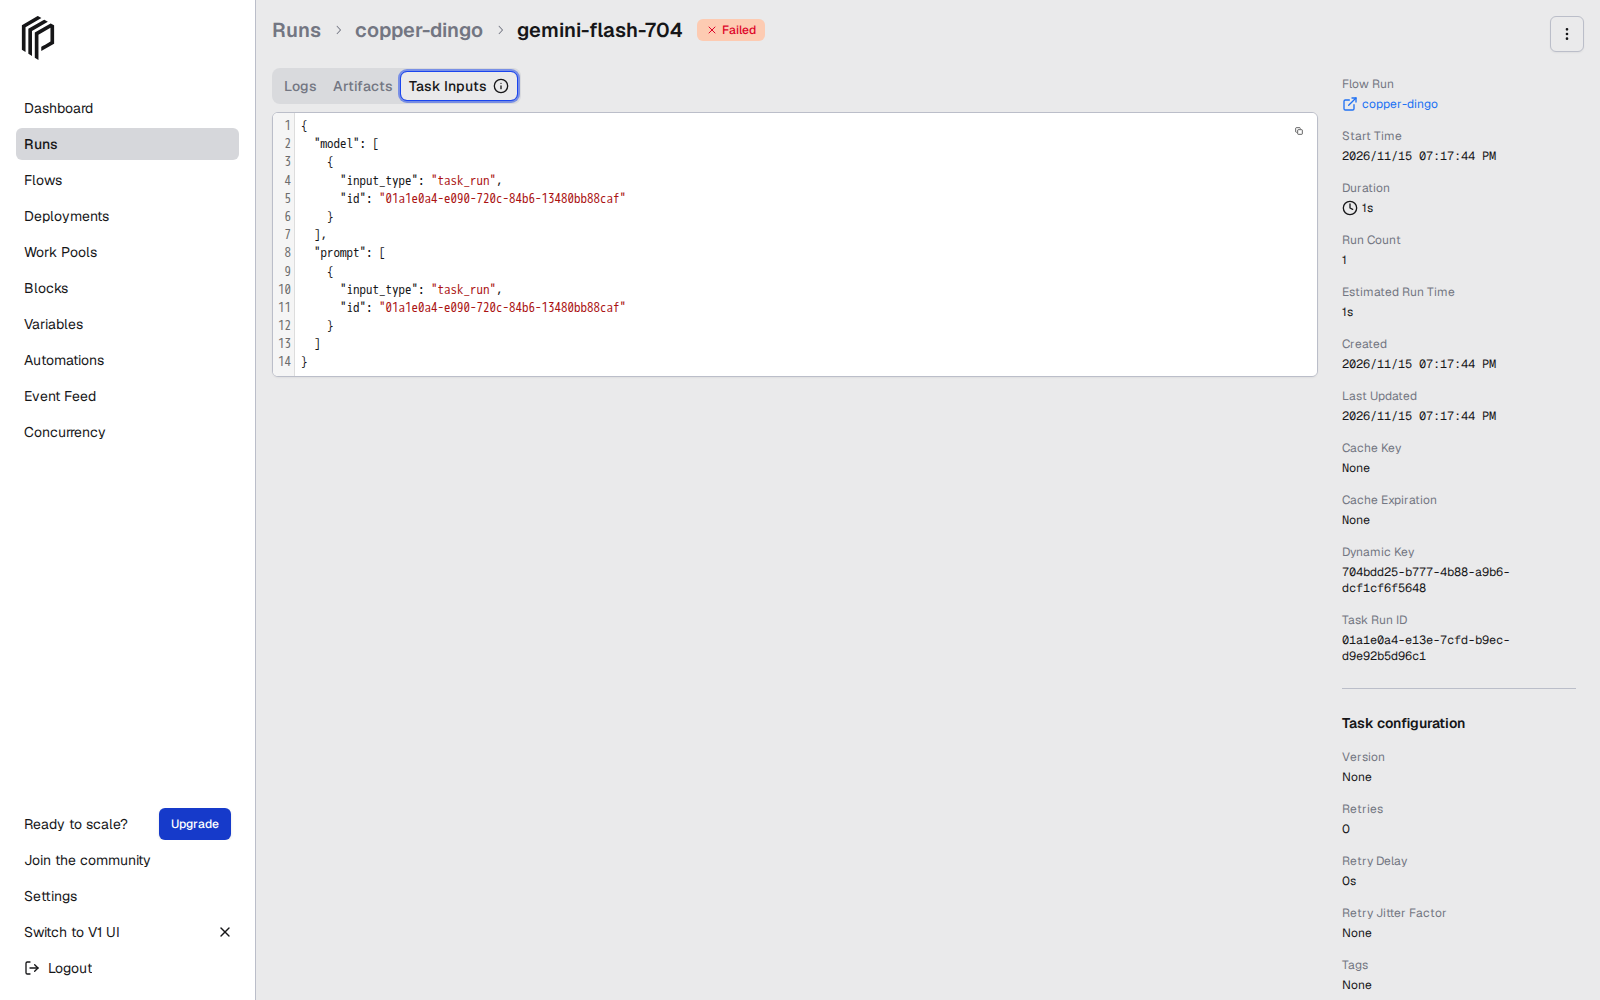 Dashboard
Runs
Flows
Deployments
Work Pools
Blocks
Variables
Automations
Event Feed
Concurrency
Ready to scale?
Upgrade
Join the community
Settings
Switch to V1 UI
Logout
Runs > copper-dingo > gemini-flash-704
Failed
Logs Artifacts Task Inputs
1 {
2 "model": [
3 {
4 "input_type": "task_run",
5 "id": "01a1e0a4-e090-720c-84b6-13480bb88caf"
6 }
7 ],
8 "prompt": [
9 {
10 "input_type": "task_run",
11 "id": "01a1e0a4-e090-720c-84b6-13480bb88caf"
12 }
13 ]
14 }
Flow Run
copper-dingo
Start Time
2026/11/15 07:17:44 PM
Duration
1s
Run Count
1
Estimated Run Time
1s
Created
2026/11/15 07:17:44 PM
Last Updated
2026/11/15 07:17:44 PM
Cache Key
None
Cache Expiration
None
Dynamic Key
704bdd25-b777-4b88-a9b6-
dcf1cf6f5648
Task Run ID
01a1e0a4-e13e-7cfd-b9ec-
d9e92b5d96c1
Task configuration
Version
None
Retries
0
Retry Delay
0s
Retry Jitter Factor
None
Tags
None